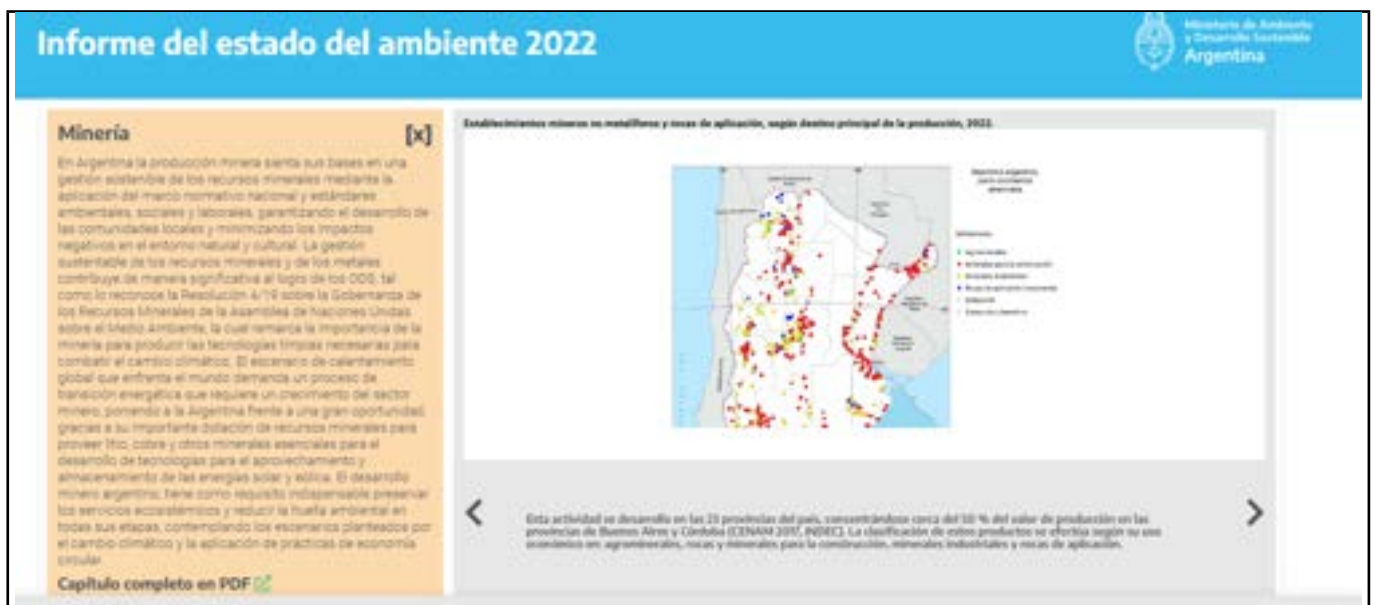 Informe del estado del ambiente 2022
Ministerio de Ambiente
y Desarrollo Sostenible
Argentina
Minería [x]
En Argentina la producción minera sienta sus bases en una
gestión sostenible de los recursos minerales mediante la
aplicación del marco normativo nacional y estándares
ambientales, sociales y laborales, garantizando el desarrollo de
las comunidades locales y minimizando los impactos
negativos en el entorno natural y cultural. La gestión
sustentable de los recursos minerales y de los metales
contribuye de manera significativa al logro de los ODS, tal
como lo reconoce la Resolución 4/19 sobre la Gobernanza de
los Recursos Minerales de la Asamblea de Naciones Unidas
sobre el Medio Ambiente, la cual remarca la importancia de la
minería para producir las tecnologías limpias necesarias para
combatir el cambio climático. El escenario de calentamiento
global que enfrenta el mundo demanda un proceso de
transición energética que requiere un crecimiento del sector
minero, poniendo a la Argentina frente a una gran oportunidad
gracias a su importante dotación de recursos minerales para
proveer litio, cobre y otros minerales esenciales para el
desarrollo de tecnologías para el aprovechamiento y
almacenamiento de las energías solar y eólica. El desarrollo
minero argentino, tiene como requisito indispensable preservar
los servicios ecosistémicos y reducir la huella ambiental en
todas sus etapas, contemplando los escenarios planteados por
el cambio climático y la aplicación de prácticas de economía
circular.
Capítulo completo en PDF
Establecimientos mineros no metalíferos y rocas de aplicación, según destino principal de la producción, 2022.
Esta actividad se desarrolla en las 23 provincias del país, concentrándose cerca del 50 % del valor de producción en las
provincias de Buenos Aires y Córdoba (CENAM 2017, INDEC). La clasificación de estos productos se efectúa según su uso
económico en: agrominerales, rocas y minerales para la construcción, minerales industriales y rocas de aplicación.